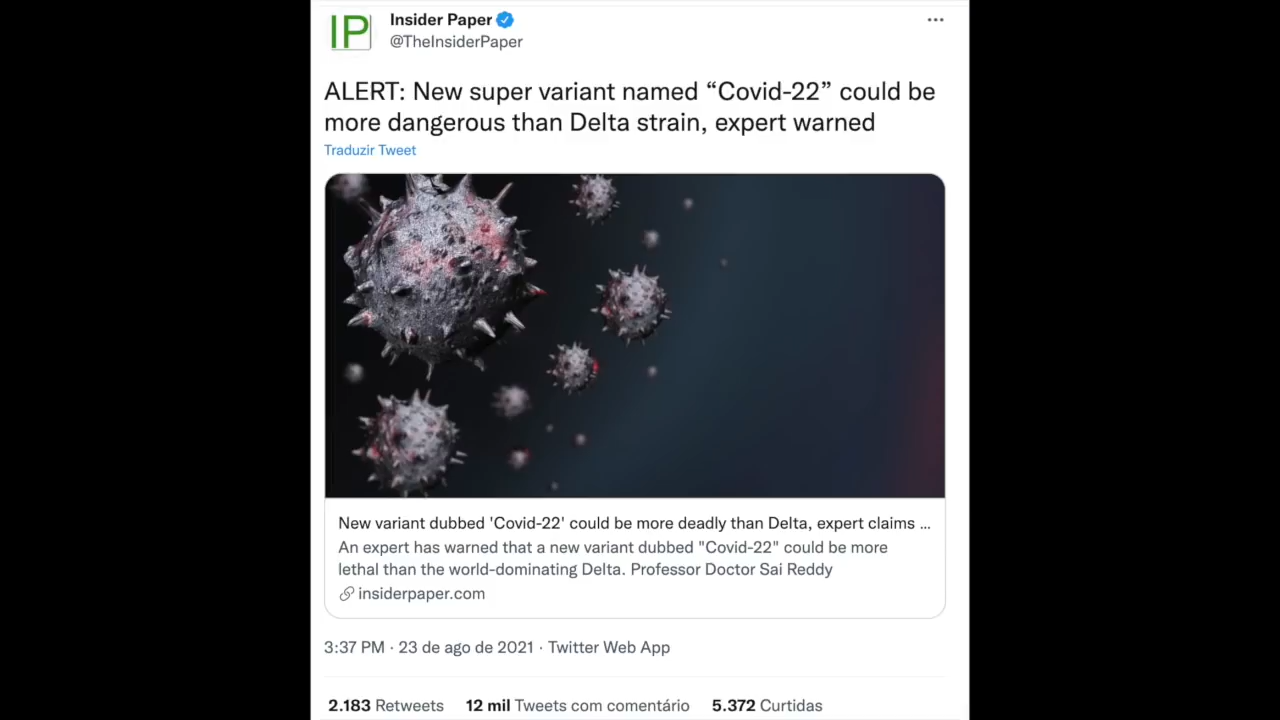 IP
Insider Paper
@TheInsiderPaper
ALERT: New super variant named “Covid-22” could be
more dangerous than Delta strain, expert warned
Traduzir Tweet
New variant dubbed 'Covid-22' could be more deadly than Delta, expert claims ...
An expert has warned that a new variant dubbed "Covid-22" could be more
lethal than the world-dominating Delta. Professor Doctor Sai Reddy
insiderpaper.com
3:37 PM · 23 de ago de 2021 · Twitter Web App
2.183 Retweets 12 mil Tweets com comentário 5.372 Curtidas